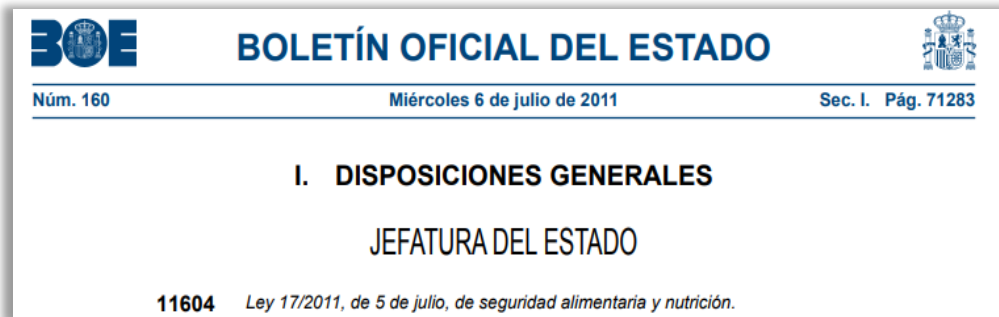 BOE BOLETÍN OFICIAL DEL ESTADO
Núm. 160 Miércoles 6 de julio de 2011 Sec. I. Pág. 71283
I. DISPOSICIONES GENERALES
JEFATURA DEL ESTADO
11604 Ley 17/2011, de 5 de julio, de seguridad alimentaria y nutrición.